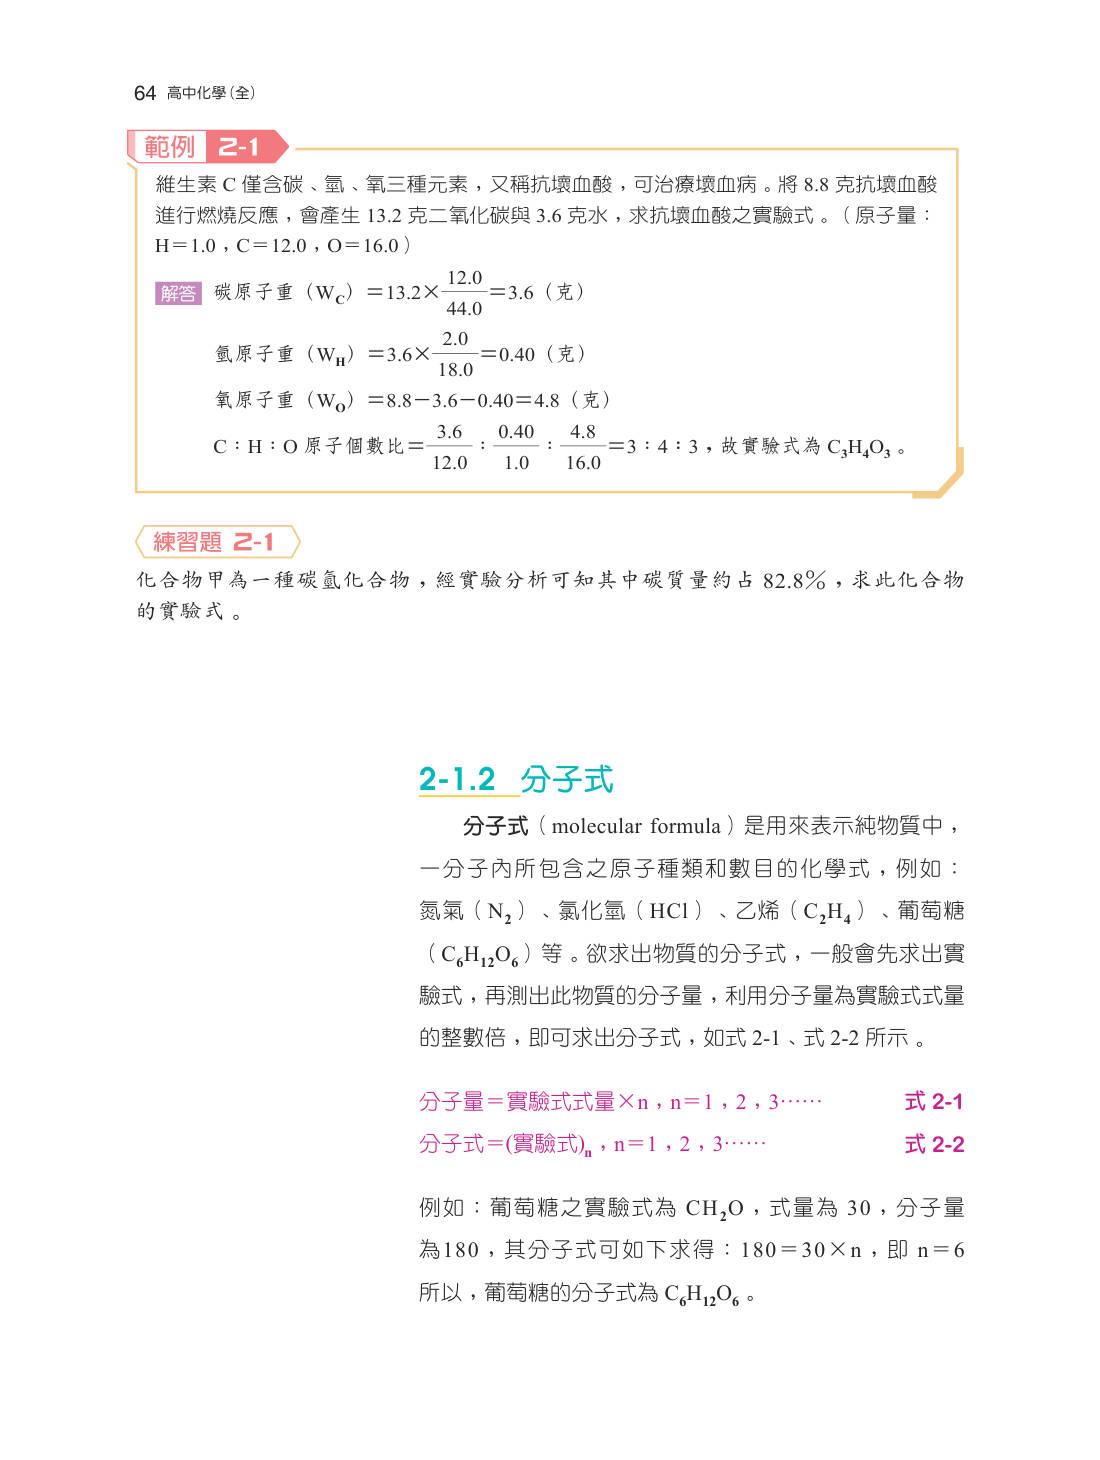 64 高中化學(全)
範例 2-1
維生素 C 僅含碳、氫、氧三種元素，又稱抗壞血酸，可治療壞血病。將 8.8 克抗壞血酸
進行燃燒反應，會產生 13.2 克二氧化碳與 3.6 克水，求抗壞血酸之實驗式。（原子量：
H＝1.0，C＝12.0，O＝16.0）
解答 碳原子重（W_C）＝13.2×12.0/44.0＝3.6（克）
氫原子重（W_H）＝3.6×2.0/18.0＝0.40（克）
氧原子重（W_O）＝8.8－3.6－0.40＝4.8（克）
C：H：O 原子個數比＝3.6/12.0：0.40/1.0：4.8/16.0＝3：4：3，故實驗式為 C₃H₄O₃。
練習題 2-1
化合物甲為一種碳氫化合物，經實驗分析可知其中碳質量約占 82.8％，求此化合物
的實驗式。
2-1.2 分子式
分子式（molecular formula）是用來表示純物質中，
一分子內所包含之原子種類和數目的化學式，例如：
氮氣（N₂）、氯化氫（HCl）、乙烯（C₂H₄）、葡萄糖
（C₆H₁₂O₆）等。欲求出物質的分子式，一般會先求出實
驗式，再測出此物質的分子量，利用分子量為實驗式式量
的整數倍，即可求出分子式，如式 2-1、式 2-2 所示。
分子量＝實驗式式量×n，n＝1，2，3…… 式 2-1
分子式＝(實驗式)ₙ，n＝1，2，3…… 式 2-2
例如：葡萄糖之實驗式為 CH₂O，式量為 30，分子量
為180，其分子式可如下求得：180＝30×n，即 n＝6
所以，葡萄糖的分子式為 C₆H₁₂O₆。